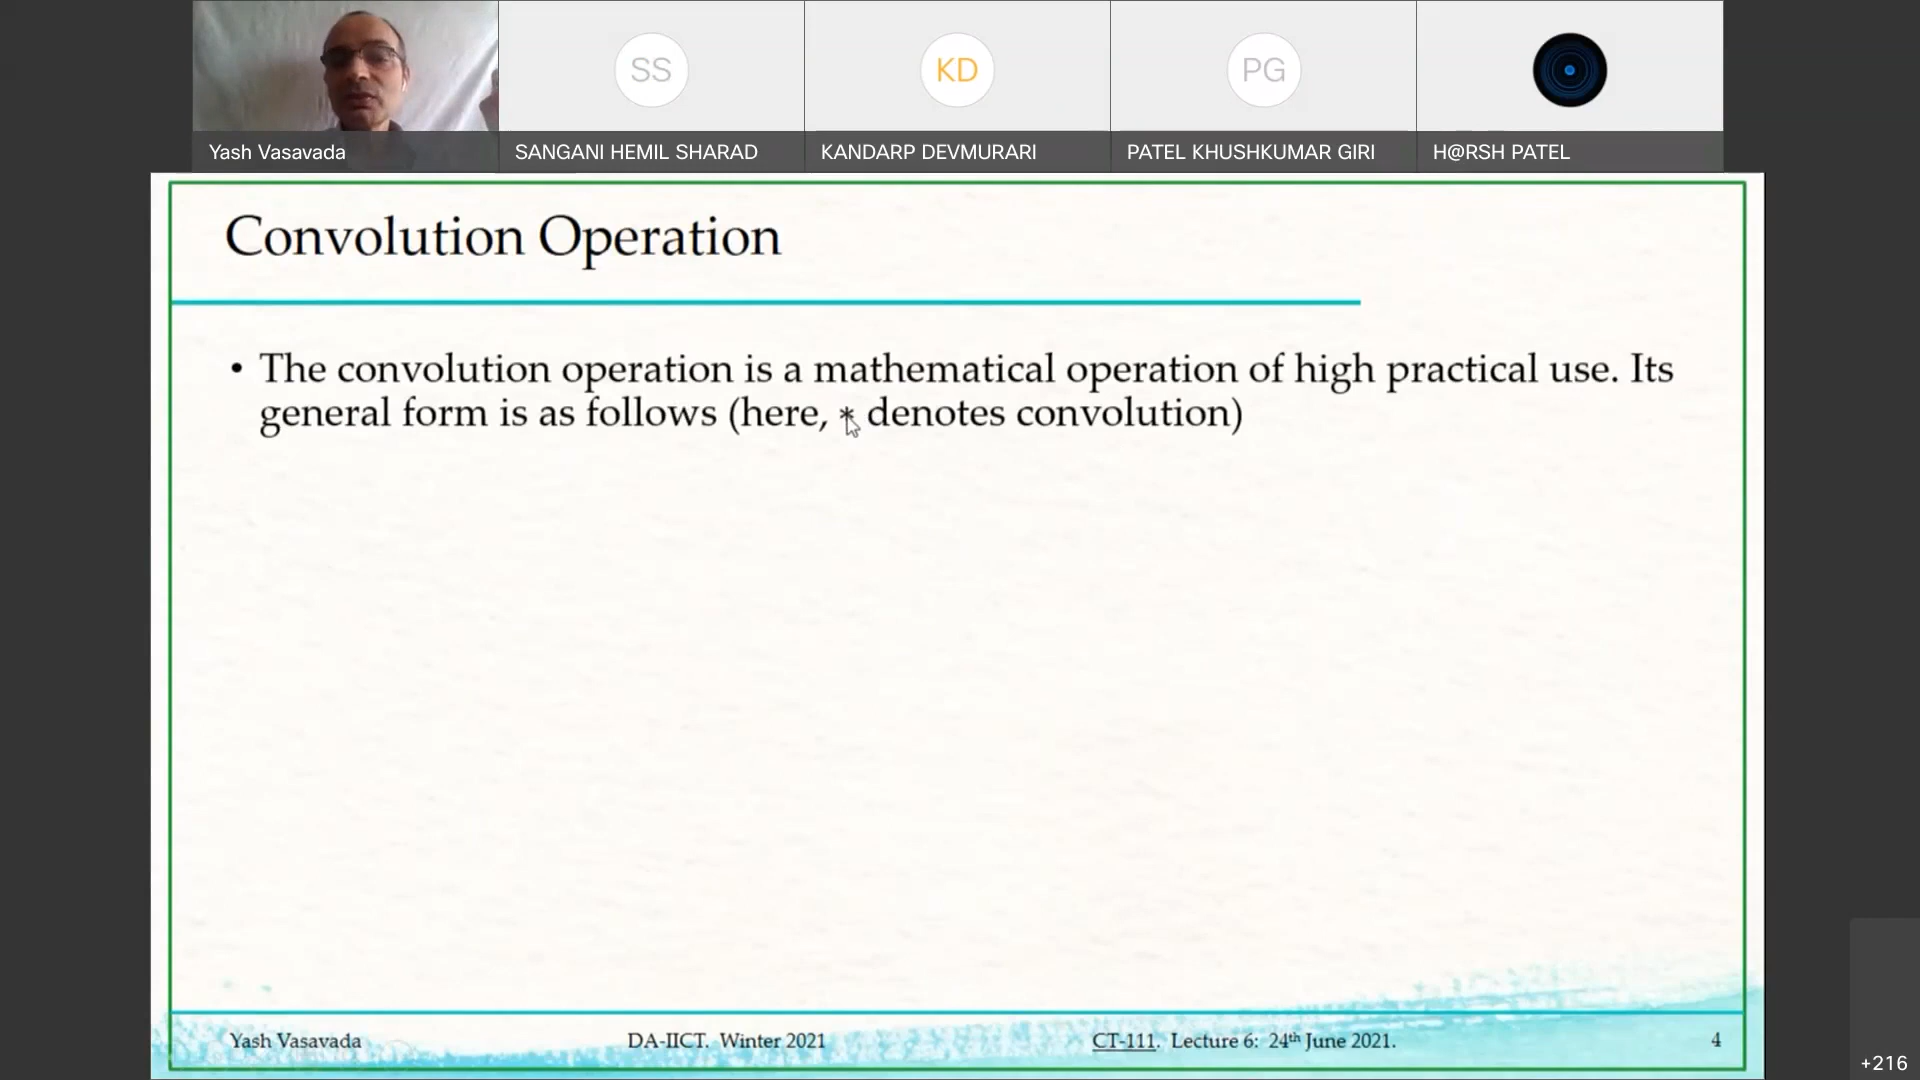 SS
KD
PG
Yash Vasavada
SANGANI HEMIL SHARAD
KANDARP DEVMURARI
PATEL KHUSHKUMAR GIRI
H@RSH PATEL
Convolution Operation
• The convolution operation is a mathematical operation of high practical use. Its
general form is as follows (here, * denotes convolution)
Yash Vasavada
DA-IICT. Winter 2021
CT-111. Lecture 6: 24th June 2021.
4
+216